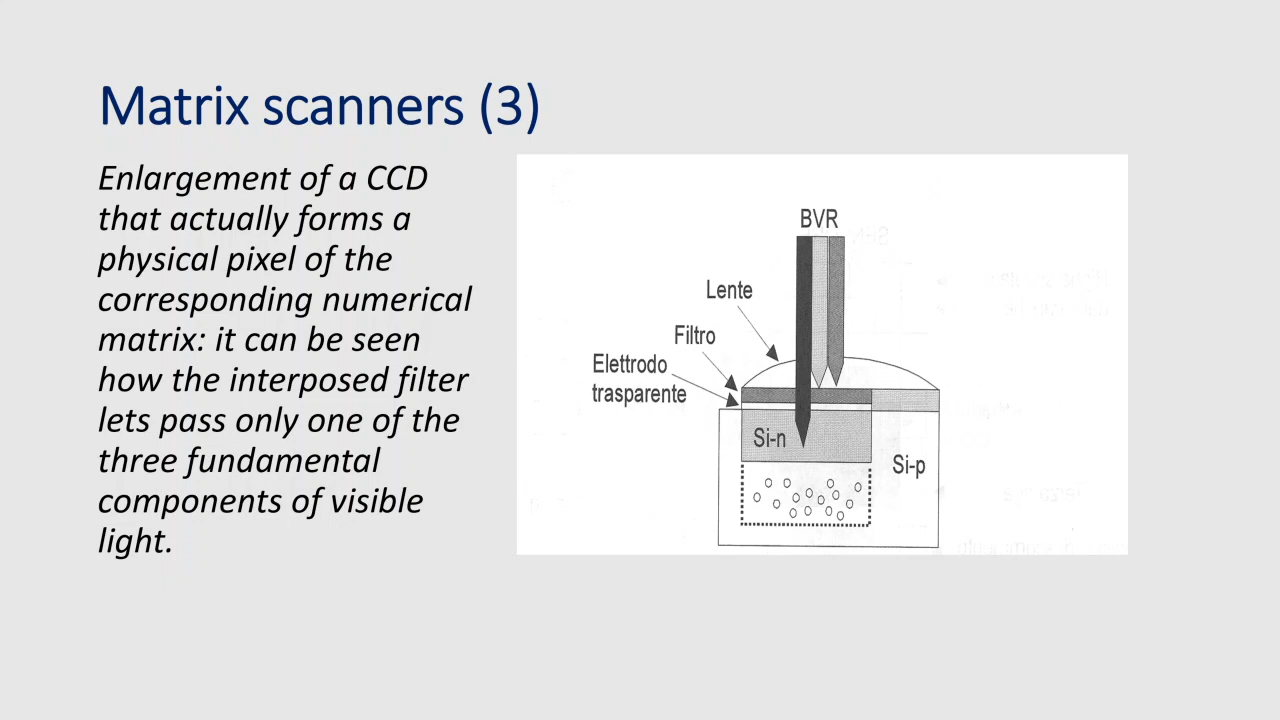 Matrix scanners (3)
Enlargement of a CCD
that actually forms a
physical pixel of the
corresponding numerical
matrix: it can be seen
how the interposed filter
lets pass only one of the
three fundamental
components of visible
light.
BVR
Lente
Filtro
Elettrodo
trasparente
Si-n
Si-p